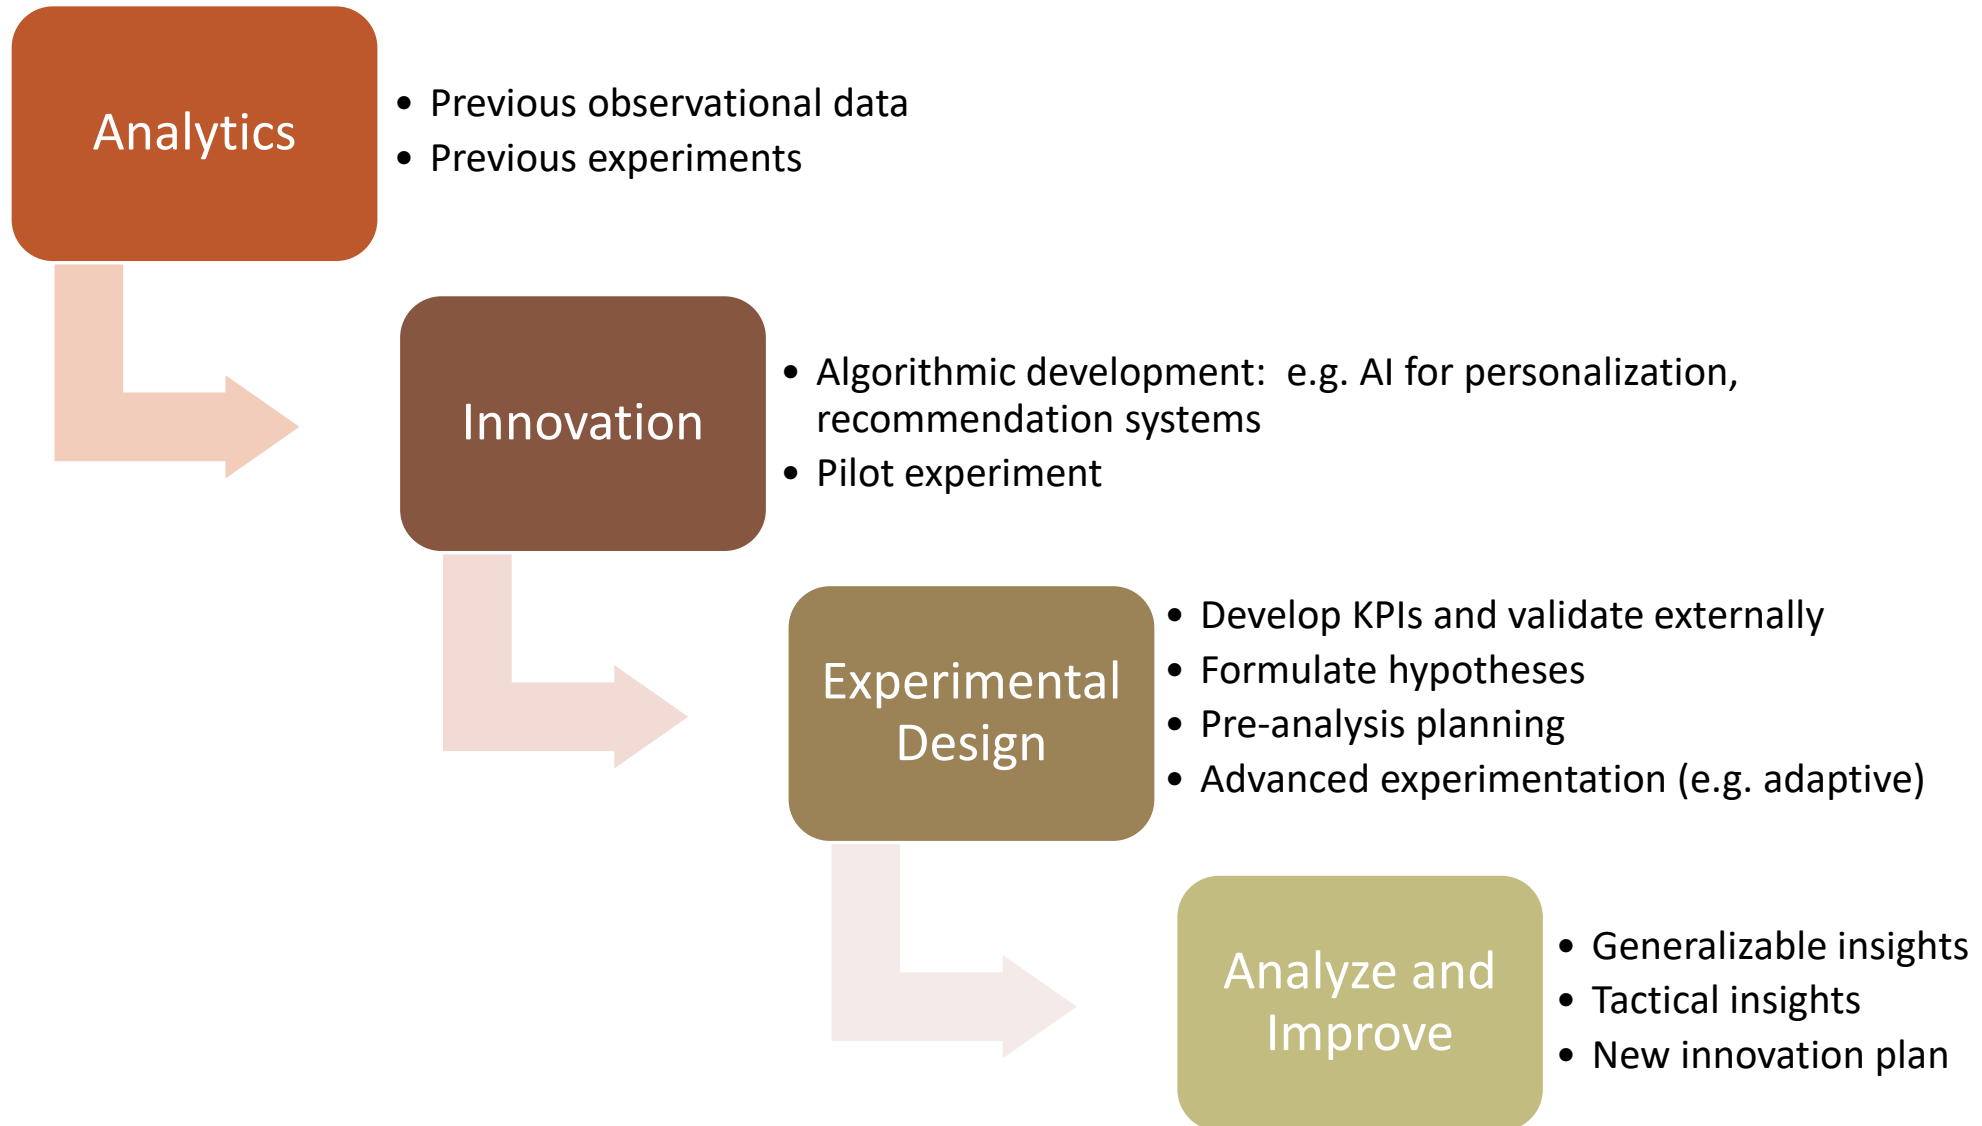 Analytics
• Previous observational data
• Previous experiments
Innovation
• Algorithmic development:  e.g. AI for personalization,
recommendation systems
• Pilot experiment
Experimental
Design
• Develop KPIs and validate externally
• Formulate hypotheses
• Pre-analysis planning
• Advanced experimentation (e.g. adaptive)
Analyze and
Improve
• Generalizable insights
• Tactical insights
• New innovation plan